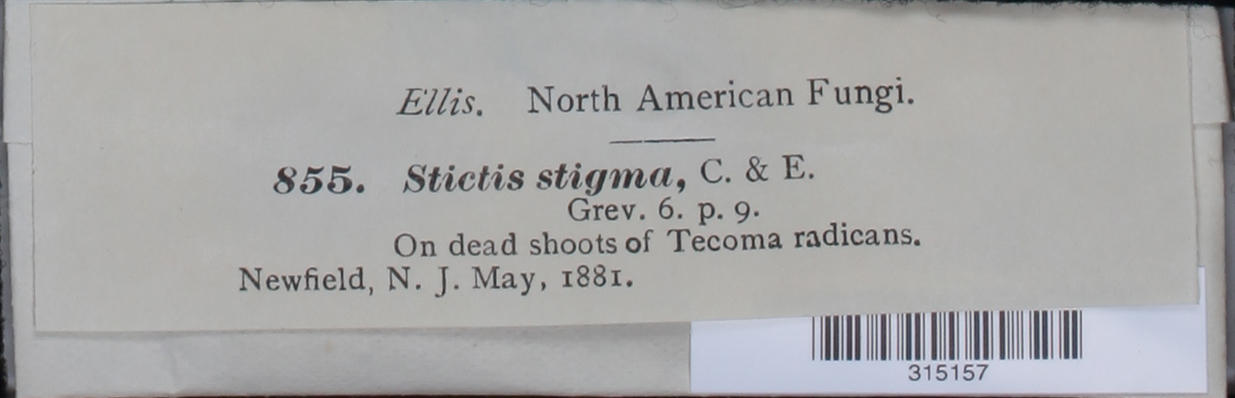 Ellis. North American Fungi.
855. Stictis stigma, C. & E.
Grev. 6. p. 9.
On dead shoots of Tecoma radicans.
Newfield, N. J. May, 1881.
315157